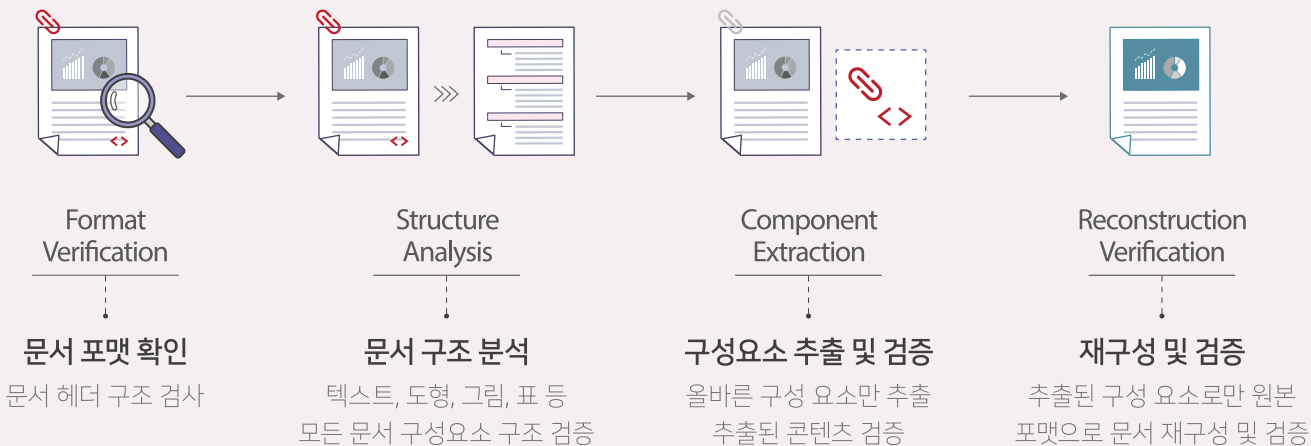 Format
Verification
문서 포맷 확인
문서 헤더 구조 검사
Structure
Analysis
문서 구조 분석
텍스트, 도형, 그림, 표 등
모든 문서 구성요소 구조 검증
Component
Extraction
구성요소 추출 및 검증
올바른 구성 요소만 추출
추출된 콘텐츠 검증
Reconstruction
Verification
재구성 및 검증
추출된 구성 요소로만 원본
포맷으로 문서 재구성 및 검증